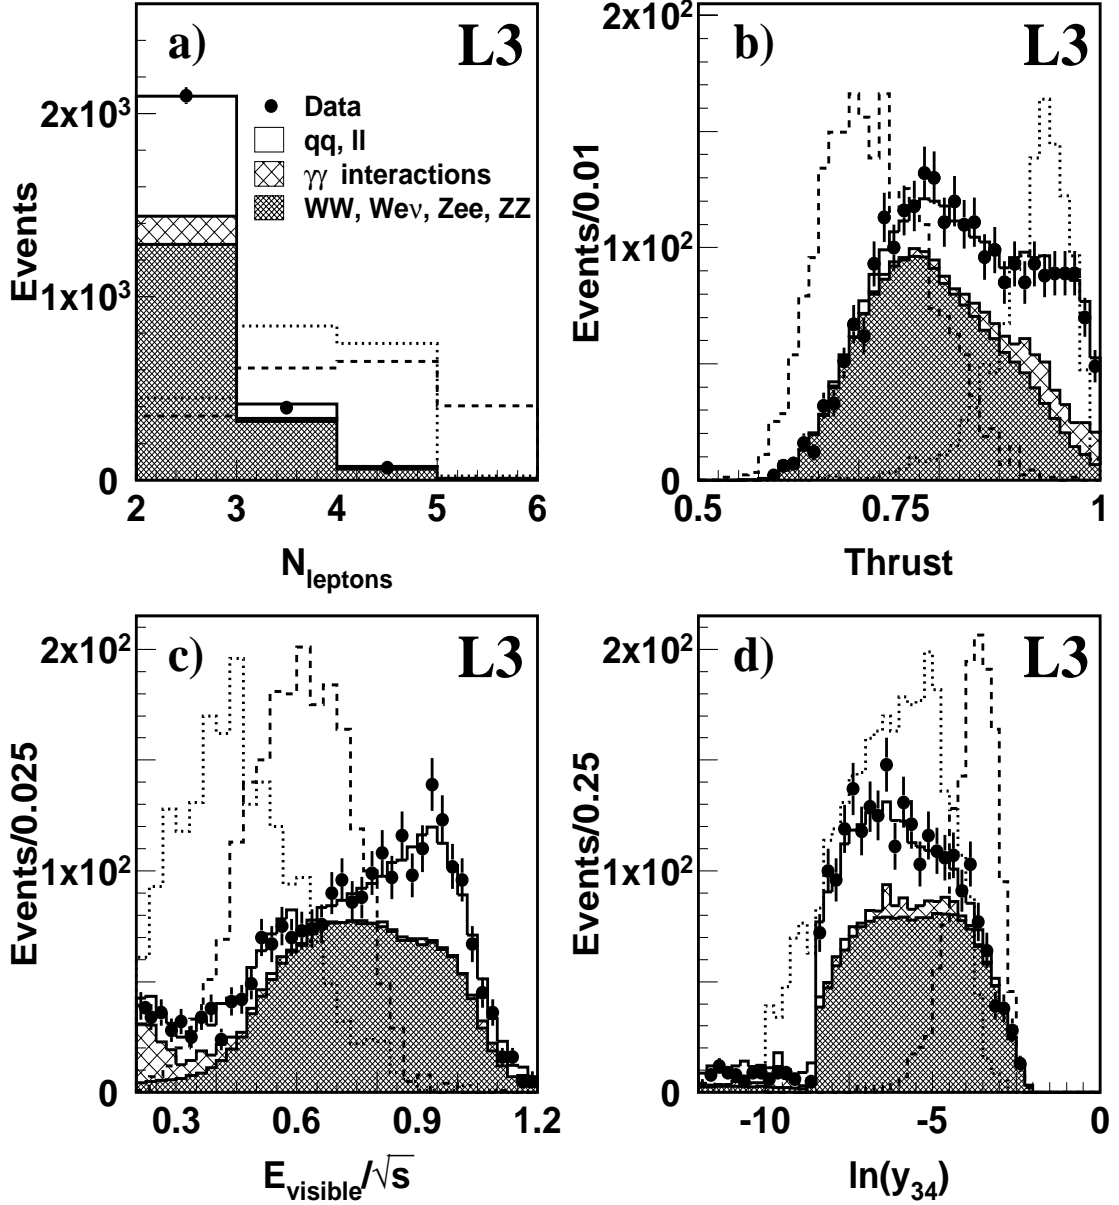 a)
L3
Events
2x10³
1x10³
0
Data
qq, ll
γγ interactions
WW, Weν, Zee, ZZ
2 3 4 5 6
N_leptons
b)
L3
Events/0.01
2x10²
1x10²
0
0.5 0.75 1
Thrust
c)
L3
Events/0.025
2x10²
1x10²
0
0.3 0.6 0.9 1.2
E_visible/√s
d)
L3
Events/0.25
2x10²
1x10²
0
-10 -5 0
ln(y₃₄)